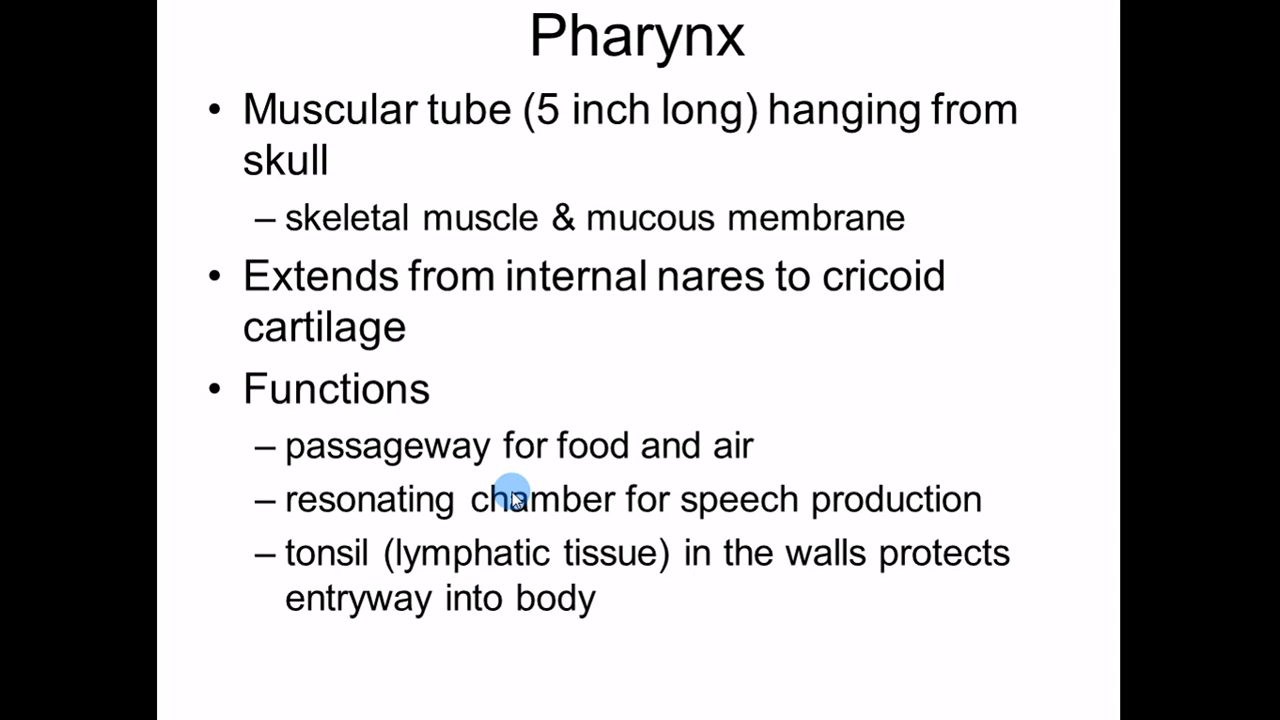 Pharynx
• Muscular tube (5 inch long) hanging from
skull
– skeletal muscle & mucous membrane
• Extends from internal nares to cricoid
cartilage
• Functions
– passageway for food and air
– resonating chamber for speech production
– tonsil (lymphatic tissue) in the walls protects
entryway into body